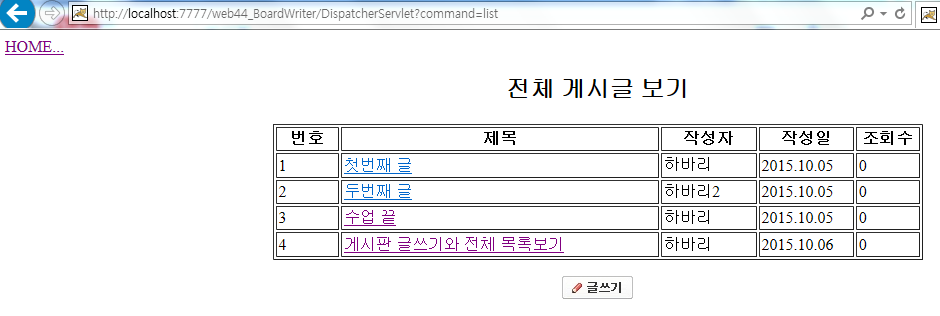 http://localhost:7777/web44_BoardWriter/DispatcherServlet?command=list
HOME...
전체 게시글 보기
번호 제목 작성자 작성일 조회수
1 첫번째 글 하바리 2015.10.05 0
2 두번째 글 하바리2 2015.10.05 0
3 수업 끝 하바리 2015.10.05 0
4 게시판 글쓰기와 전체 목록보기 하바리 2015.10.06 0
글쓰기